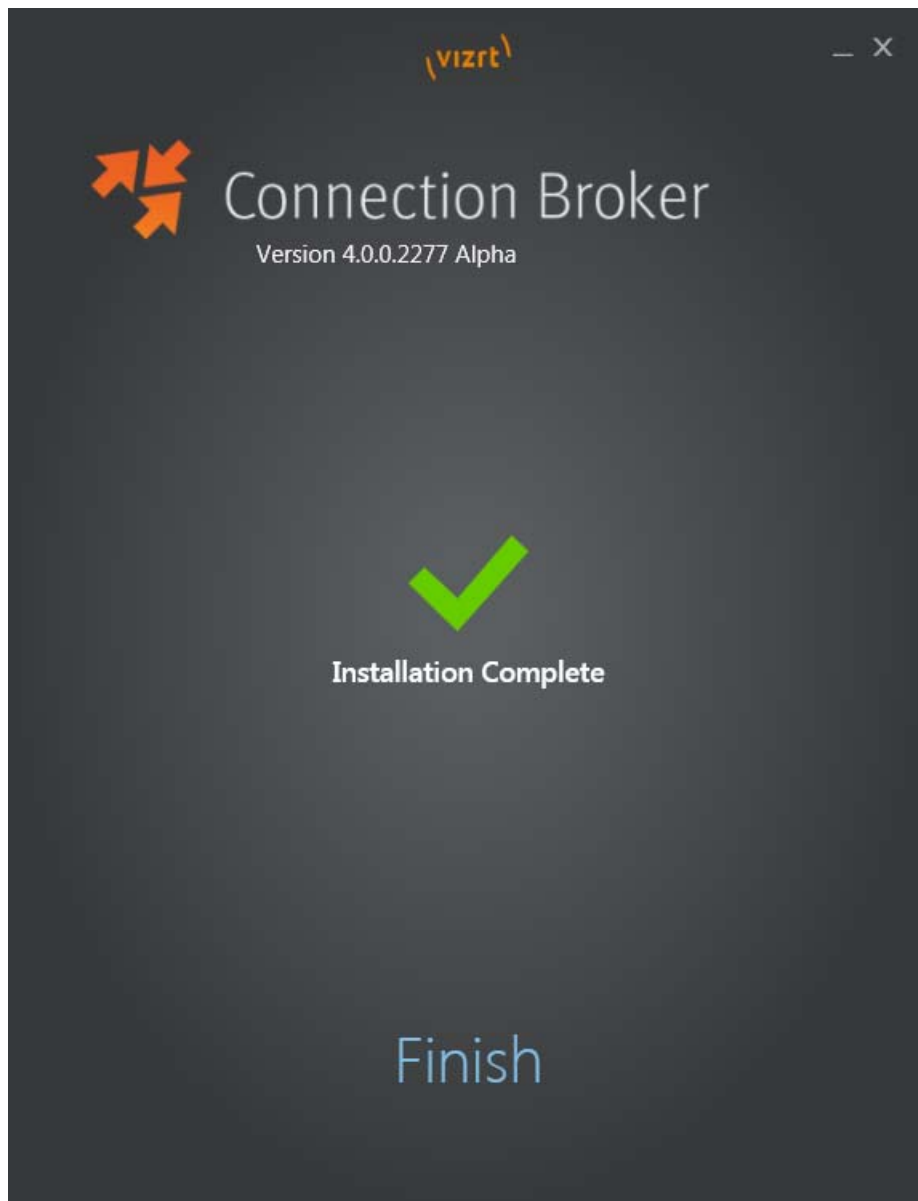 vizrt
Connection Broker
Version 4.0.0.2277 Alpha
Installation Complete
Finish